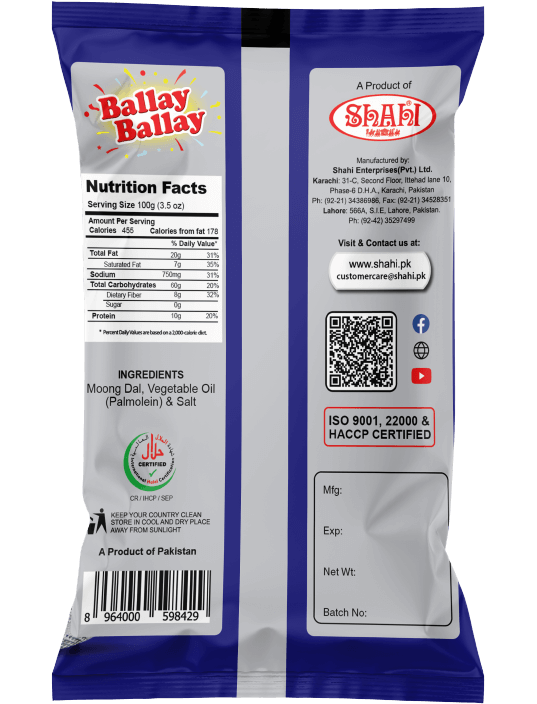 Ballay
Ballay
Nutrition Facts
Serving Size 100g (3.5 oz)
Amount Per Serving
Calories 455 Calories from fat 178
% Daily Value*
Total Fat 20g 31%
Saturated Fat 7g 35%
Sodium 750mg 31%
Total Carbohydrates 60g 20%
Dietary Fiber 8g 32%
Sugar 0g
Protein 10g 20%
* Percent Daily Values are based on a 2,000-calorie diet.
INGREDIENTS
Moong Dal, Vegetable Oil
(Palmolein) & Salt
حلال
CERTIFIED
CR / IHCP / SEP
KEEP YOUR COUNTRY CLEAN
STORE IN COOL AND DRY PLACE
AWAY FROM SUNLIGHT
A Product of Pakistan
8 964000 598429
A Product of
SHAHI
®
Manufactured by:
Shahi Enterprises(Pvt.) Ltd.
Karachi: 31-C, Second Floor, Ittehad lane 10,
Phase-6 D.H.A., Karachi, Pakistan
Ph: (92-21) 34386986, Fax: (92-21) 34528351
Lahore: 566A, S.I.E, Lahore, Pakistan.
Ph: (92-42) 35297499
Visit & Contact us at:
www.shahi.pk
customercare@shahi.pk
ISO 9001, 22000 &
HACCP CERTIFIED
Mfg:
Exp:
Net Wt:
Batch No: